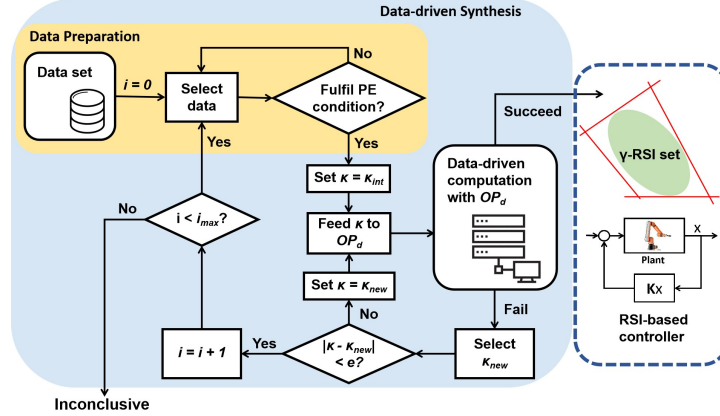 Data-driven Synthesis
Data Preparation
Data set
i = 0
Select
data
No
Fulfil PE
condition?
Succeed
γ-RSI set
Yes
Yes
Set κ = κint
Data-driven
computation
with OPd
No
i < imax?
Feed κ to
OPd
x
Plant
Set κ = κnew
Kx
No
Fail
RSI-based
controller
i = i + 1
Yes
|κ - κnew|
< e?
Select
κnew
Inconclusive